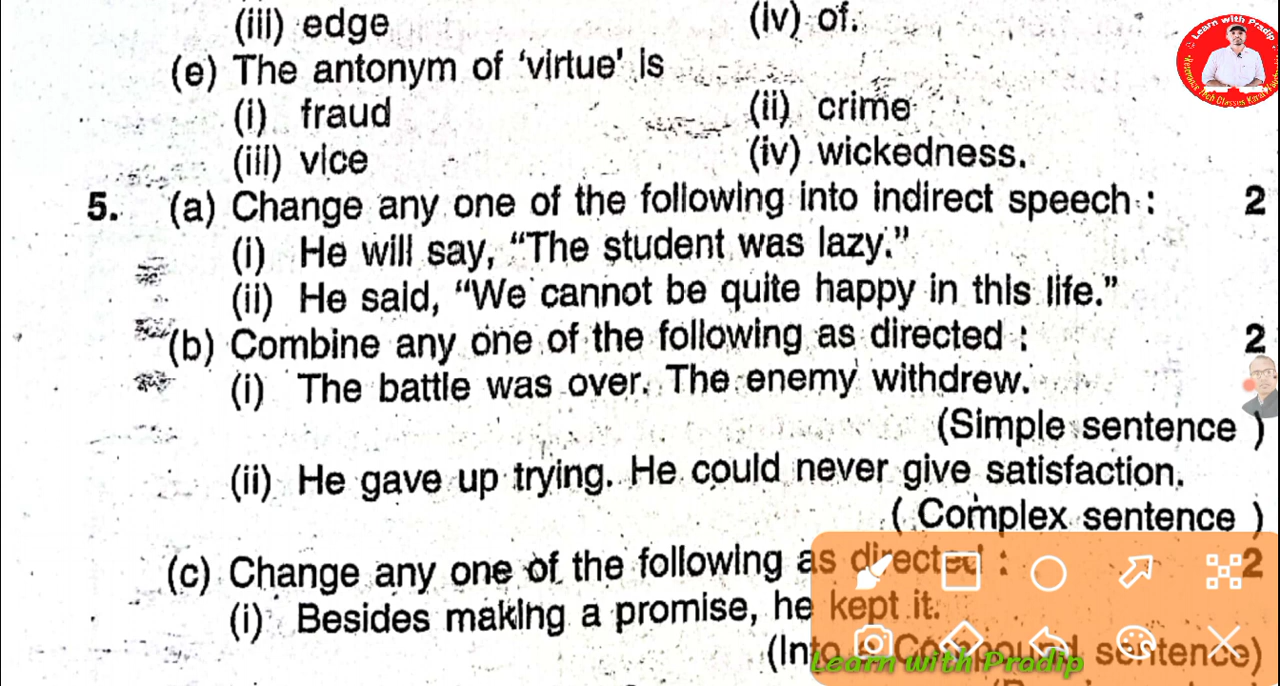 (iii) edge (iv) of.
(e) The antonym of ‘virtue’ is
(i) fraud (ii) crime
(iii) vice (iv) wickedness.
5. (a) Change any one of the following into indirect speech : 2
(i) He will say, “The student was lazy.”
(ii) He said, “We cannot be quite happy in this life.”
(b) Combine any one of the following as directed : 2
(i) The battle was over. The enemy withdrew.
(Simple sentence )
(ii) He gave up trying. He could never give satisfaction.
( Complex sentence )
(c) Change any one of the following as directed : 2
(i) Besides making a promise, he kept it.
(Into a Compound sentence)
Learn with Prodip
Learn with Prodip